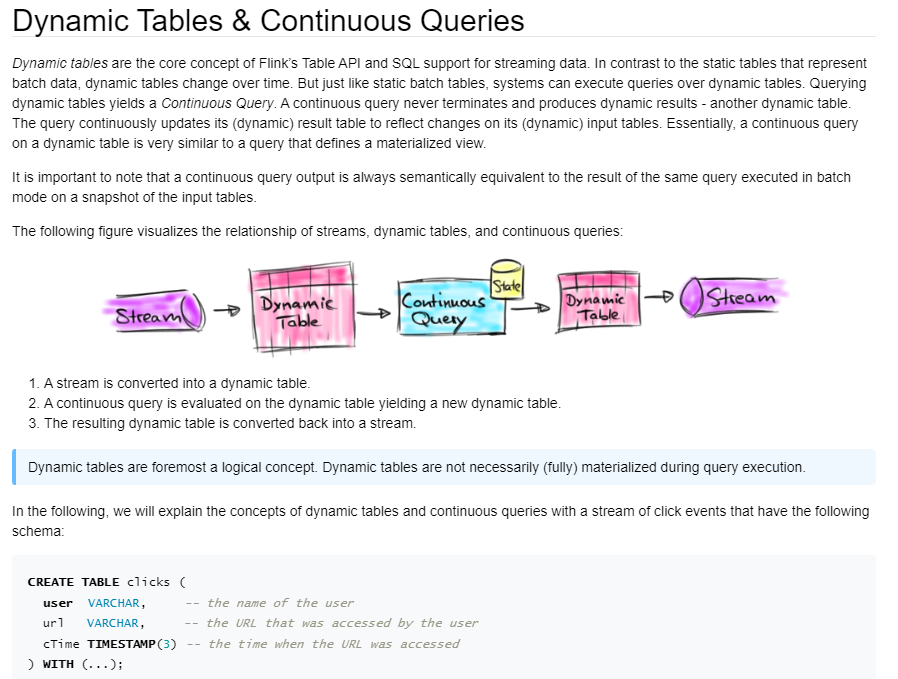 Dynamic Tables & Continuous Queries
Dynamic tables are the core concept of Flink's Table API and SQL support for streaming data. In contrast to the static tables that represent
batch data, dynamic tables change over time. But just like static batch tables, systems can execute queries over dynamic tables. Querying
dynamic tables yields a Continuous Query. A continuous query never terminates and produces dynamic results - another dynamic table.
The query continuously updates its (dynamic) result table to reflect changes on its (dynamic) input tables. Essentially, a continuous query
on a dynamic table is very similar to a query that defines a materialized view.
It is important to note that a continuous query output is always semantically equivalent to the result of the same query executed in batch
mode on a snapshot of the input tables.
The following figure visualizes the relationship of streams, dynamic tables, and continuous queries:
Stream
Dynamic
Table
Continuous
Query
State
Dynamic
Table
Stream
1. A stream is converted into a dynamic table.
2. A continuous query is evaluated on the dynamic table yielding a new dynamic table.
3. The resulting dynamic table is converted back into a stream.
Dynamic tables are foremost a logical concept. Dynamic tables are not necessarily (fully) materialized during query execution.
In the following, we will explain the concepts of dynamic tables and continuous queries with a stream of click events that have the following
schema:
CREATE TABLE clicks (
user VARCHAR, -- the name of the user
url VARCHAR, -- the URL that was accessed by the user
cTime TIMESTAMP(3) -- the time when the URL was accessed
) WITH (...);